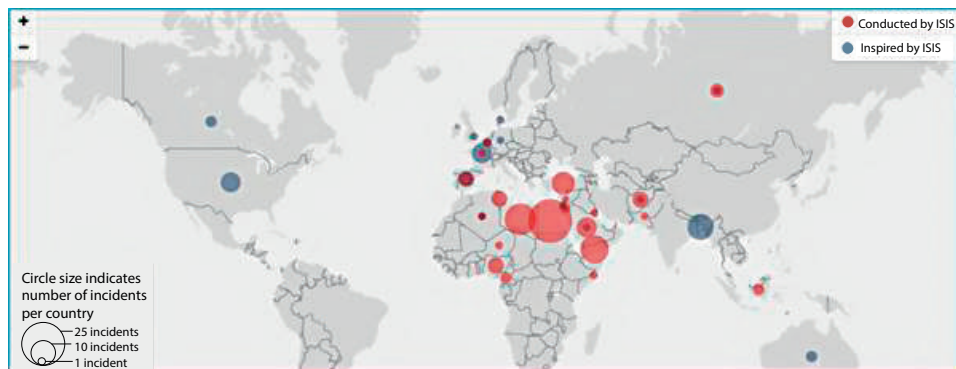 +
−
Conducted by ISIS
Inspired by ISIS
Circle size indicates
number of incidents
per country
25 incidents
10 incidents
1 incident